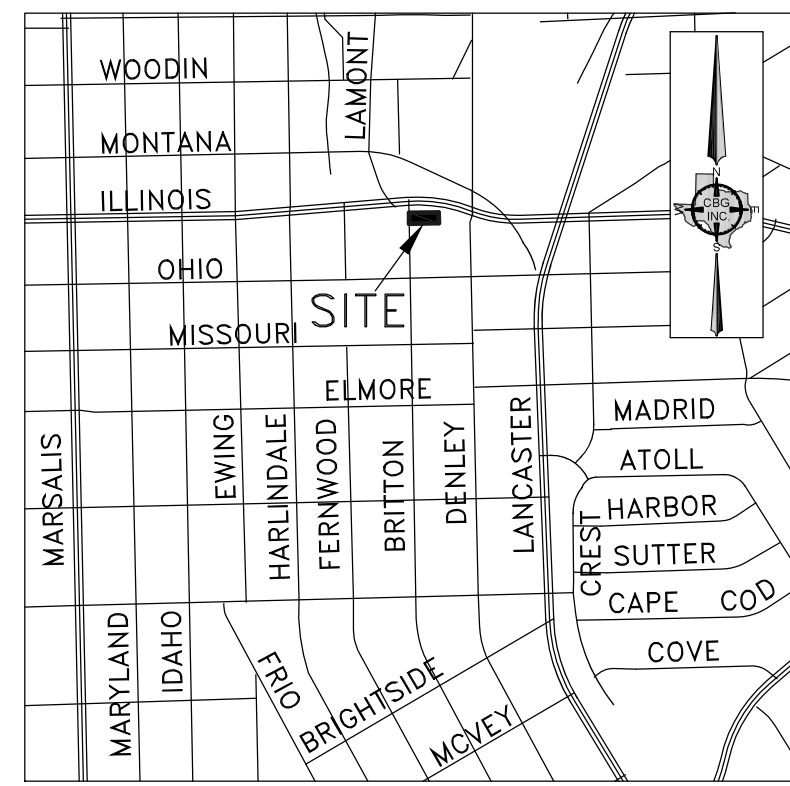 WOODIN
LAMONT
MONTANA
ILLINOIS
N
W
CBG
INC.
E
S
OHIO
SITE
MISSOURI
ELMORE
MADRID
MARSALIS
EWING
HARLINDALE
FERNWOOD
BRITTON
DENLEY
LANCASTER
ATOLL
HARBOR
CREST
SUTTER
CAPE COD
MARYLAND
IDAHO
FRIO
BRIGHTSIDE
MCVEY
COVE